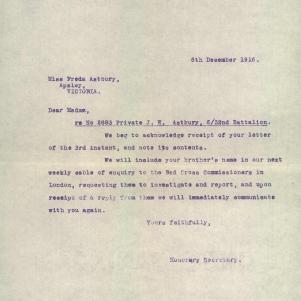 6th December 1916.
Miss Freda Astbury,
Apsley,
VICTORIA.
Dear Madam,
re No 2893 Private J. W. Astbury, 6/32nd Battalion.
We beg to acknowledge receipt of your letter
of the 3rd instant, and note its contents.
We will include your brother's name in our next
weekly cable of enquiry to the Red Cross Commissioners in
London, requesting them to investigate and report, and upon
receipt of a reply from them we will immediately communicate
with you again.
Yours faithfully,
Honorary Secretary.